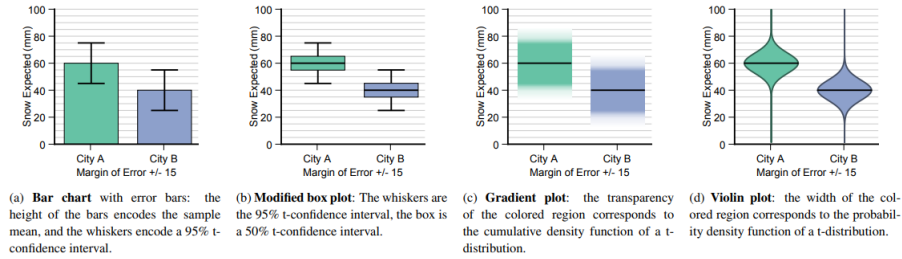 100
80
60
40
20
0
Snow Expected (mm)
City A City B
Margin of Error +/- 15
100
80
60
40
20
0
Snow Expected (mm)
City A City B
Margin of Error +/- 15
100
80
60
40
20
0
Snow Expected (mm)
City A City B
Margin of Error +/- 15
100
80
60
40
20
0
Snow Expected (mm)
City A City B
Margin of Error +/- 15
(a) Bar chart with error bars: the
height of the bars encodes the sample
mean, and the whiskers encode a 95% t-
confidence interval.
(b) Modified box plot: The whiskers are
the 95% t-confidence interval, the box is
a 50% t-confidence interval.
(c) Gradient plot: the transparency
of the colored region corresponds to
the cumulative density function of a t-
distribution.
(d) Violin plot: the width of the col-
ored region corresponds to the probabil-
ity density function of a t-distribution.